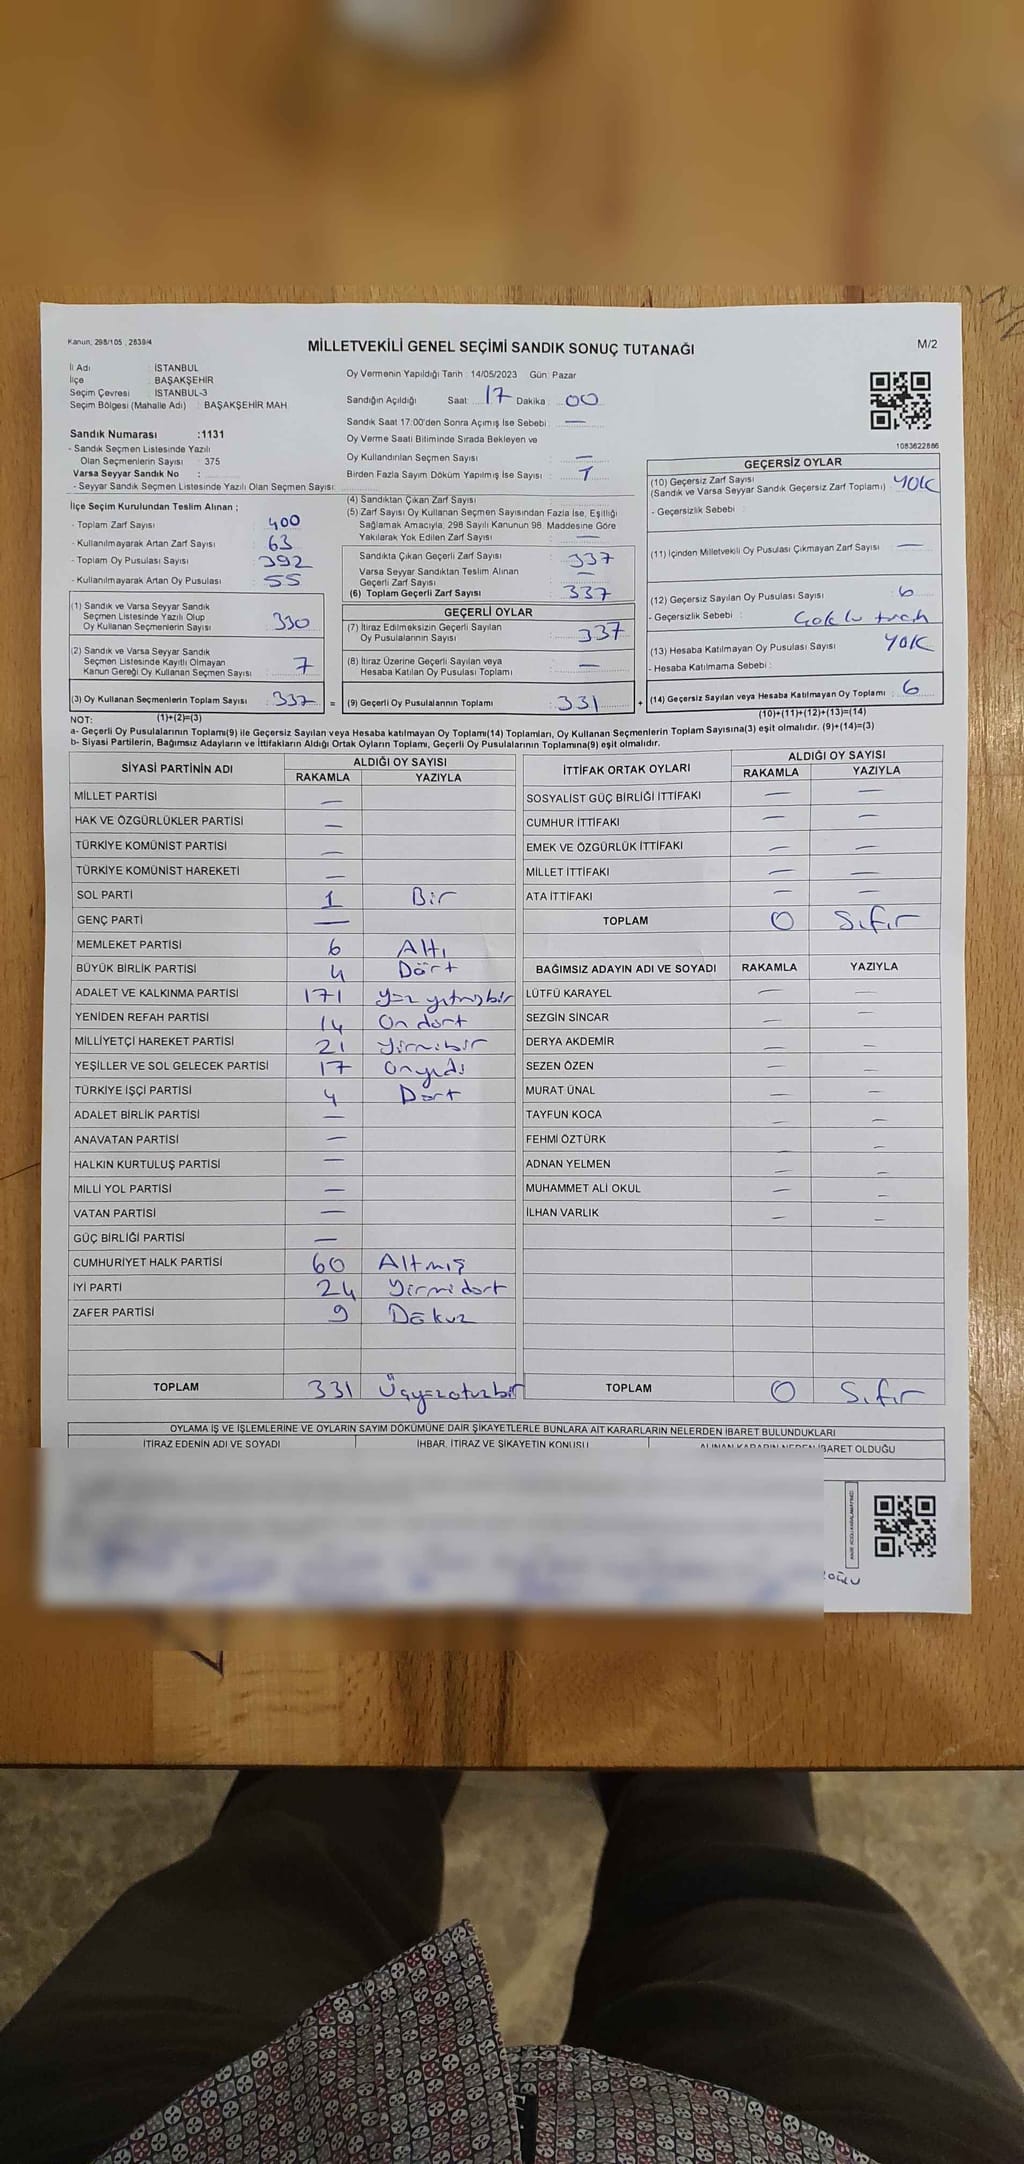 Kanun: 298/105 , 2839/4
MİLLETVEKİLİ GENEL SEÇİMİ SANDIK SONUÇ TUTANAĞI
M/2
İl Adı : İSTANBUL
İlçe : BAŞAKŞEHİR
Seçim Çevresi : İSTANBUL-3
Seçim Bölgesi (Mahalle Adı) : BAŞAKŞEHİR MAH
Sandık Numarası :1131
- Sandık Seçmen Listesinde Yazılı
Olan Seçmenlerin Sayısı : 375
Varsa Seyyar Sandık No :
- Seyyar Sandık Seçmen Listesinde Yazılı Olan Seçmen Sayısı:
Oy Vermenin Yapıldığı Tarih : 14/05/2023 Gün: Pazar
Sandığın Açıldığı Saat: 17 Dakika : 00
Sandık Saat 17:00'den Sonra Açılmış İse Sebebi : —
Oy Verme Saati Bitiminde Sırada Bekleyen ve
Oy Kullandırılan Seçmen Sayısı : —
Birden Fazla Sayım Döküm Yapılmış İse Sayısı : 1
1083622886
İlçe Seçim Kurulundan Teslim Alınan ;
- Toplam Zarf Sayısı : 400
- Kullanılmayarak Artan Zarf Sayısı : 63
- Toplam Oy Pusulası Sayısı : 392
- Kullanılmayarak Artan Oy Pusulası : 55
(1) Sandık ve Varsa Seyyar Sandık
Seçmen Listesinde Yazılı Olup
Oy Kullanan Seçmenlerin Sayısı : 330
(2) Sandık ve Varsa Seyyar Sandık
Seçmen Listesinde Kayıtlı Olmayan
Kanun Gereği Oy Kullanan Seçmen Sayısı : 7
(3) Oy Kullanan Seçmenlerin Toplam Sayısı : 337 =
(4) Sandıktan Çıkan Zarf Sayısı :
(5) Zarf Sayısı Oy Kullanan Seçmen Sayısından Fazla İse, Eşitliği
Sağlamak Amacıyla; 298 Sayılı Kanunun 98. Maddesine Göre
Yakılarak Yok Edilen Zarf Sayısı : —
Sandıkta Çıkan Geçerli Zarf Sayısı : 337
Varsa Seyyar Sandıktan Teslim Alınan
Geçerli Zarf Sayısı : —
(6) Toplam Geçerli Zarf Sayısı : 337
GEÇERLİ OYLAR
(7) İtiraz Edilmeksizin Geçerli Sayılan
Oy Pusulalarının Sayısı : 337
(8) İtiraz Üzerine Geçerli Sayılan veya
Hesaba Katılan Oy Pusulası Toplamı : —
(9) Geçerli Oy Pusulalarının Toplamı : 331 +
GEÇERSİZ OYLAR
(10) Geçersiz Zarf Sayısı : YOK
(Sandık ve Varsa Seyyar Sandık Geçersiz Zarf Toplamı)
- Geçersizlik Sebebi :
(11) İçinden Milletvekili Oy Pusulası Çıkmayan Zarf Sayısı : —
(12) Geçersiz Sayılan Oy Pusulası Sayısı : 6
- Geçersizlik Sebebi : Çoklu
(13) Hesaba Katılmayan Oy Pusulası Sayısı : YOK
- Hesaba Katılmama Sebebi :
(14) Geçersiz Sayılan veya Hesaba Katılmayan Oy Toplamı : 6
NOT: (1)+(2)=(3) (10)+(11)+(12)+(13)=(14)
a- Geçerli Oy Pusulalarının Toplamı(9) ile Geçersiz Sayılan veya Hesaba katılmayan Oy Toplamı(14) Toplamları, Oy Kullanan Seçmenlerin Toplam Sayısına(3) eşit olmalıdır. (9)+(14)=(3)
b- Siyasi Partilerin, Bağımsız Adayların ve İttifakların Aldığı Ortak Oyların Toplamı, Geçerli Oy Pusulalarının Toplamına(9) eşit olmalıdır.
SİYASİ PARTİNİN ADI ALDIĞI OY SAYISI
RAKAMLA YAZIYLA
MİLLET PARTİSİ —
HAK VE ÖZGÜRLÜKLER PARTİSİ —
TÜRKİYE KOMÜNİST PARTİSİ —
TÜRKİYE KOMÜNİST HAREKETİ —
SOL PARTİ 1 Bir
GENÇ PARTİ —
MEMLEKET PARTİSİ 6 Altı
BÜYÜK BİRLİK PARTİSİ 4 Dört
ADALET VE KALKINMA PARTİSİ 171 Yüz yetmişbir
YENİDEN REFAH PARTİSİ 14 On dört
MİLLİYETÇİ HAREKET PARTİSİ 21 Yirmibir
YEŞİLLER VE SOL GELECEK PARTİSİ 17 Onyedi
TÜRKİYE İŞÇİ PARTİSİ 4 Dört
ADALET BİRLİK PARTİSİ —
ANAVATAN PARTİSİ —
HALKIN KURTULUŞ PARTİSİ —
MİLLİ YOL PARTİSİ —
VATAN PARTİSİ —
GÜÇ BİRLİĞİ PARTİSİ —
CUMHURİYET HALK PARTİSİ 60 Altmış
İYİ PARTİ 24 Yirmidört
ZAFER PARTİSİ 9 Dokuz
TOPLAM 331 Üçyüzotuzbir
İTTİFAK ORTAK OYLARI ALDIĞI OY SAYISI
RAKAMLA YAZIYLA
SOSYALİST GÜÇ BİRLİĞİ İTTİFAKI — —
CUMHUR İTTİFAKI — —
EMEK VE ÖZGÜRLÜK İTTİFAKI — —
MİLLET İTTİFAKI — —
ATA İTTİFAKI — —
TOPLAM 0 Sıfır
BAĞIMSIZ ADAYIN ADI VE SOYADI RAKAMLA YAZIYLA
LÜTFÜ KARAYEL — —
SEZGİN SİNCAR — —
DERYA AKDEMİR — —
SEZEN ÖZEN — —
MURAT ÜNAL — —
TAYFUN KOCA — —
FEHMİ ÖZTÜRK — —
ADNAN YELMEN — —
MUHAMMET ALİ OKUL — —
İLHAN VARLIK — —
TOPLAM 0 Sıfır
OYLAMA İŞ VE İŞLEMLERİNE VE OYLARIN SAYIM DÖKÜMÜNE DAİR ŞİKAYETLERLE BUNLARA AİT KARARLARIN NELERDEN İBARET BULUNDUKLARI
İTİRAZ EDENİN ADI VE SOYADI İHBAR, İTİRAZ VE ŞİKAYETİN KONUSU ALINAN KARARIN NEDEN İBARET OLDUĞU